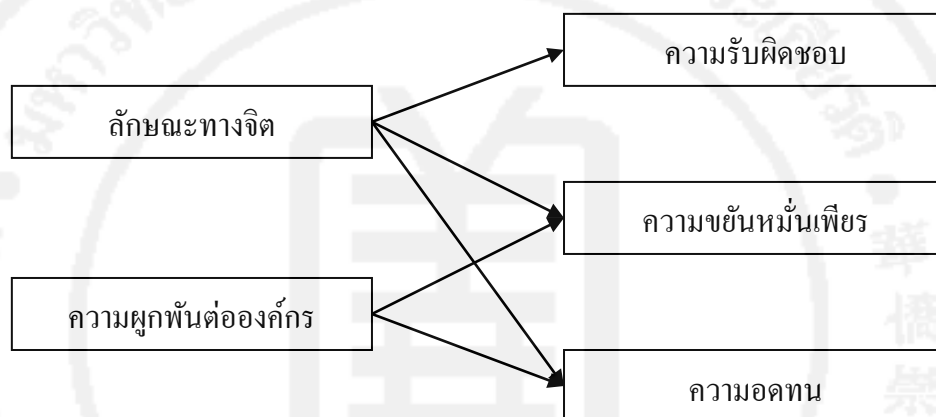 ความรับผิดชอบ
ลักษณะทางจิต
ความขยันหมั่นเพียร
ความผูกพันต่อองค์กร
ความอดทน
華
僑
崇